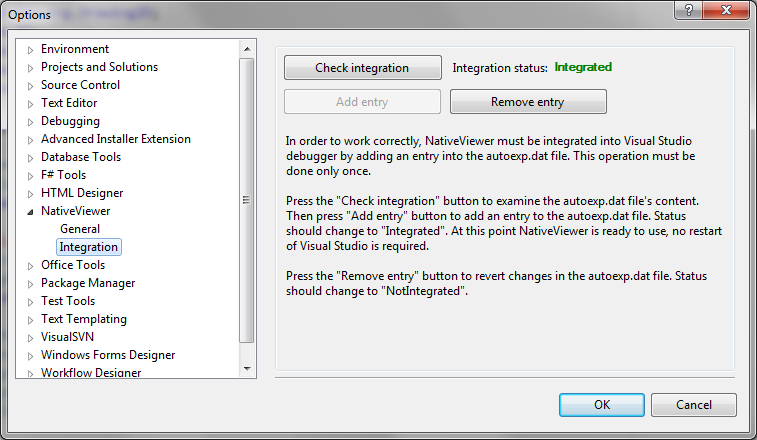 Options
Environment
Projects and Solutions
Source Control
Text Editor
Debugging
Advanced Installer Extension
Database Tools
F# Tools
HTML Designer
NativeViewer
General
Integration
Office Tools
Package Manager
Test Tools
Text Templating
VisualSVN
Windows Forms Designer
Workflow Designer
Check integration
Integration status: Integrated
Add entry
Remove entry
In order to work correctly, NativeViewer must be integrated into Visual Studio
debugger by adding an entry into the autoexp.dat file. This operation must be
done only once.
Press the "Check integration" button to examine the autoexp.dat file's content.
Then press "Add entry" button to add an entry to the autoexp.dat file. Status
should change to "Integrated". At this point NativeViewer is ready to use, no restart
of Visual Studio is required.
Press the "Remove entry" button to revert changes in the autoexp.dat file. Status
should change to "NotIntegrated".
OK
Cancel